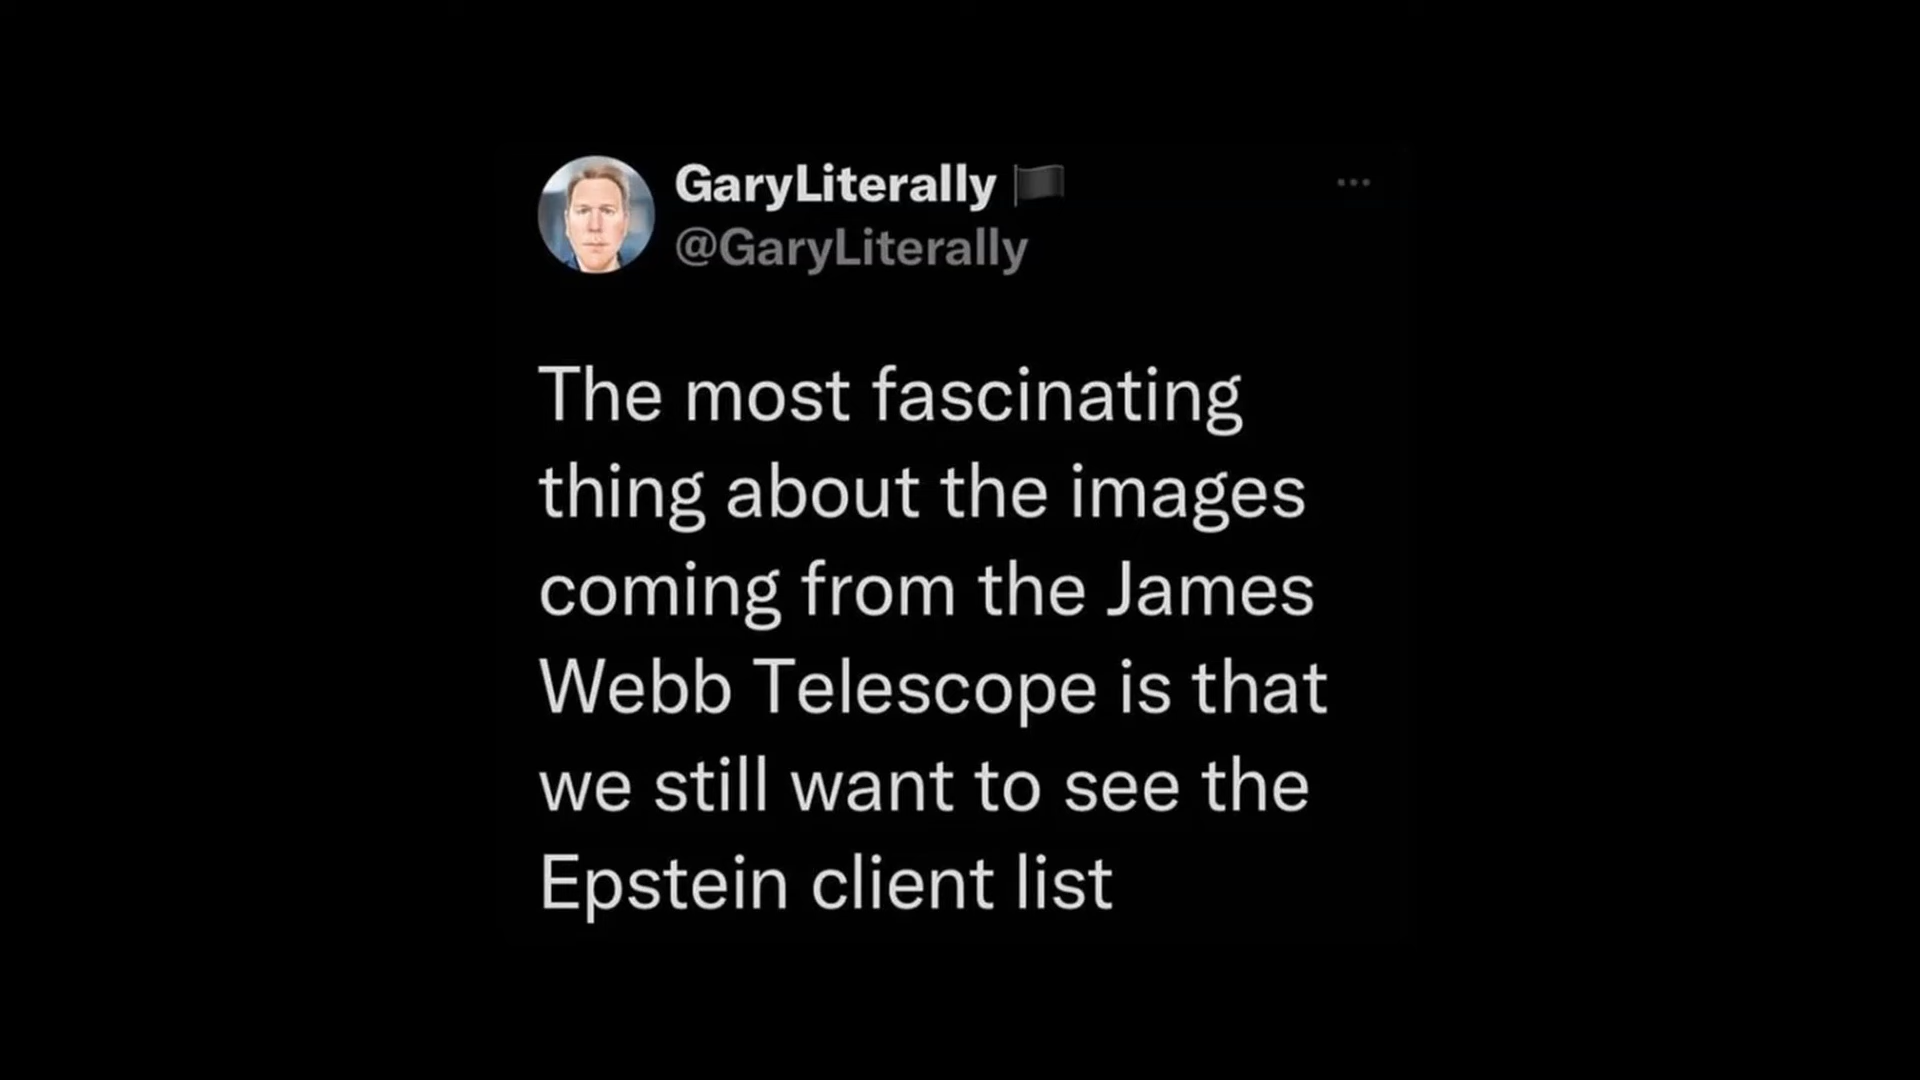 GaryLiterally 🏴
@GaryLiterally
The most fascinating
thing about the images
coming from the James
Webb Telescope is that
we still want to see the
Epstein client list